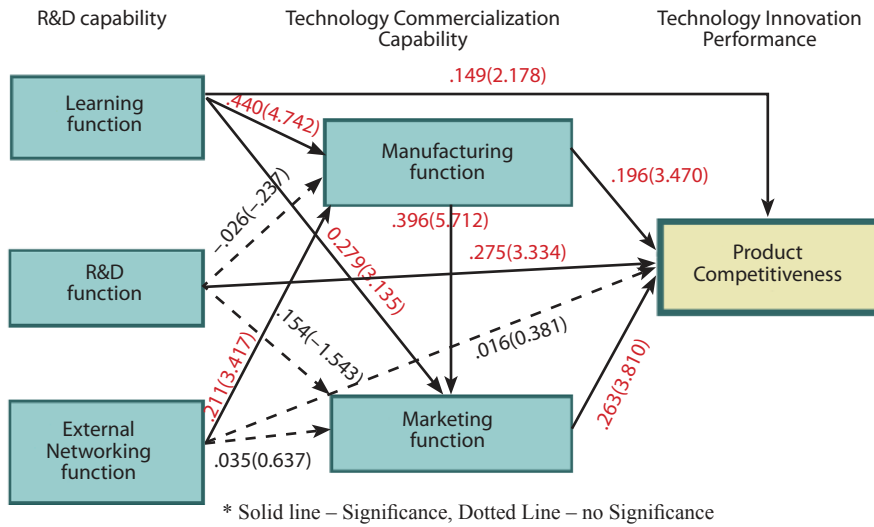 R&D capability
Technology Commercialization
Capability
Technology Innovation
Performance
Learning
function
.149(2.178)
.440(4.742)
Manufacturing
function
.196(3.470)
-.026(-.237)
.396(5.712)
0.279(3.135)
.275(3.334)
R&D
function
Product
Competitiveness
.154(-1.543)
.016(0.381)
.211(3.417)
.263(3.810)
External
Networking
function
Marketing
function
.035(0.637)
* Solid line – Significance, Dotted Line – no Significance